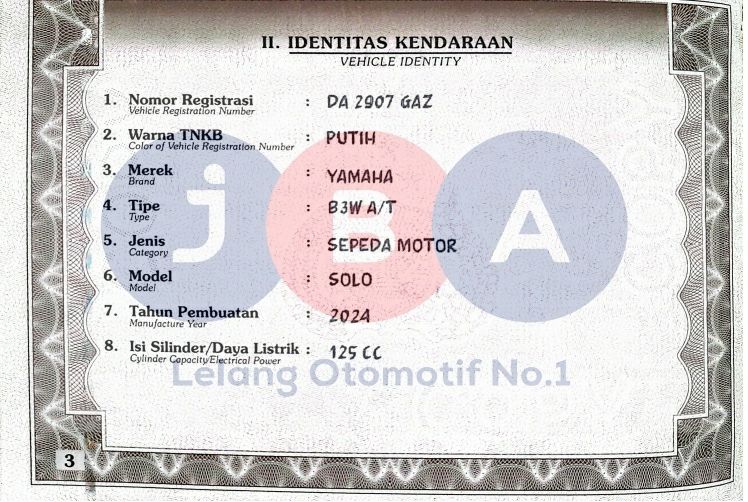 II. IDENTITAS KENDARAAN
VEHICLE IDENTITY
1. Nomor Registrasi : DA 2907 GAZ
Vehicle Registration Number
2. Warna TNKB : PUTIH
Color of Vehicle Registration Number
3. Merek : YAMAHA
Brand
4. Tipe : B3W A/T
Type
5. Jenis : SEPEDA MOTOR
Category
6. Model : SOLO
Model
7. Tahun Pembuatan : 2024
Manufacture Year
8. Isi Silinder/Daya Listrik : 125 CC
Cylinder Capacity/Electrical Power
jBA
Lelang Otomotif No.1
3